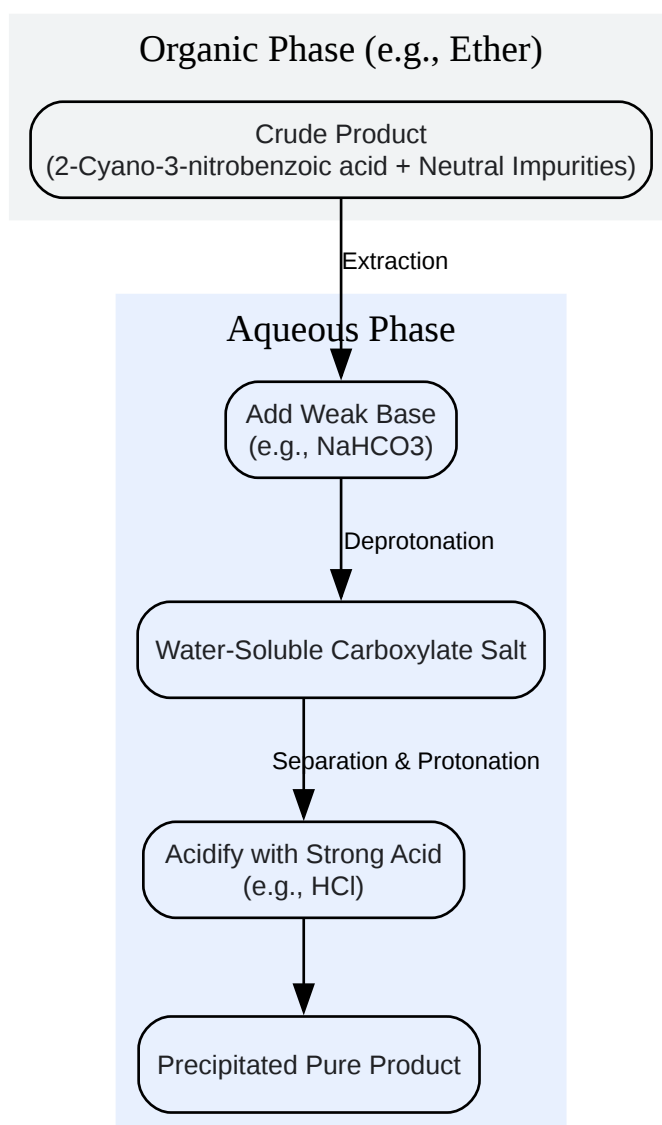 Organic Phase (e.g., Ether)
Crude Product
(2-Cyano-3-nitrobenzoic acid + Neutral Impurities)
Extraction
Aqueous Phase
Add Weak Base
(e.g., NaHCO3)
Deprotonation
Water-Soluble Carboxylate Salt
Separation & Protonation
Acidify with Strong Acid
(e.g., HCl)
Precipitated Pure Product